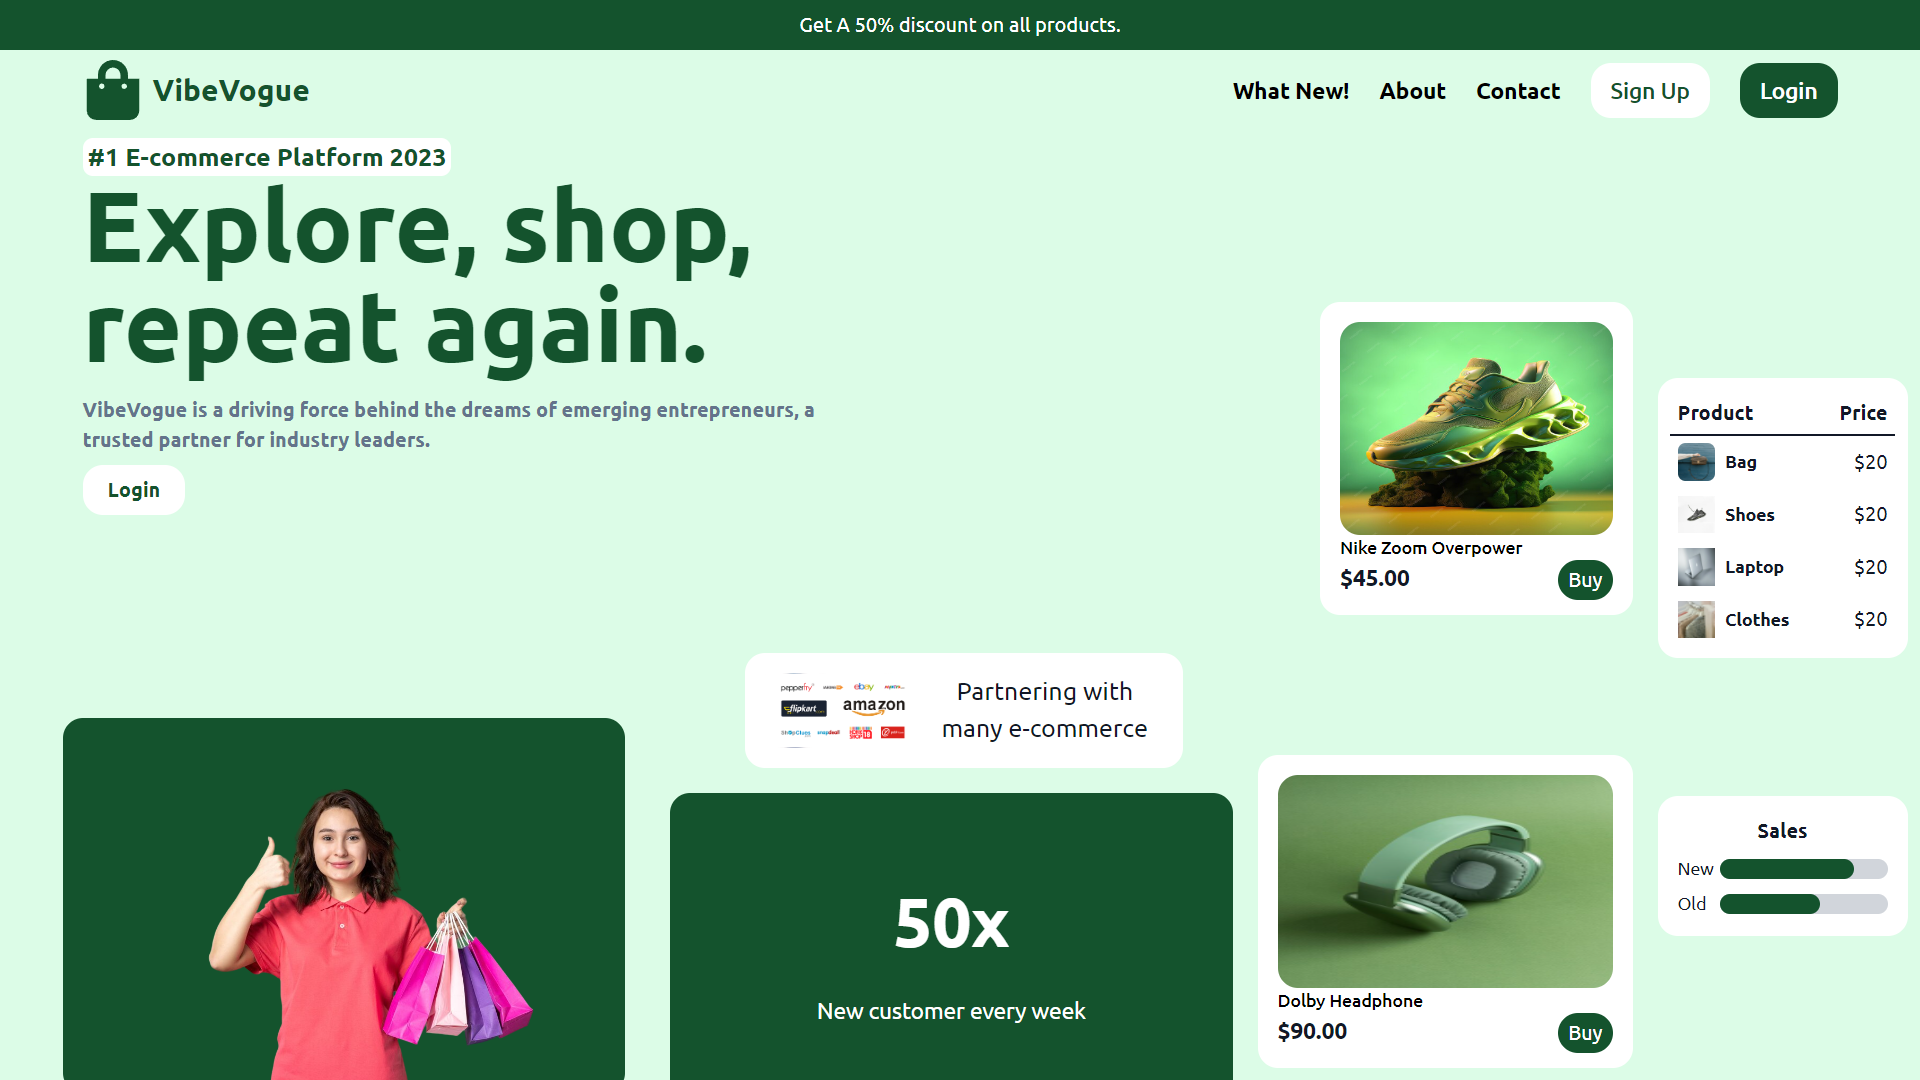 Get A 50% discount on all products.
VibeVogue
What New!
About
Contact
Sign Up
Login
#1 E-commerce Platform 2023
Explore, shop,
repeat again.
VibeVogue is a driving force behind the dreams of emerging entrepreneurs, a
trusted partner for industry leaders.
Login
Nike Zoom Overpower
$45.00
Buy
Product Price
Bag $20
Shoes $20
Laptop $20
Clothes $20
pepperfry
ebay
flipkart
amazon
ShopClues
snapdeal
HOME SHOP 18
Partnering with
many e-commerce
50x
New customer every week
Dolby Headphone
$90.00
Buy
Sales
New
Old